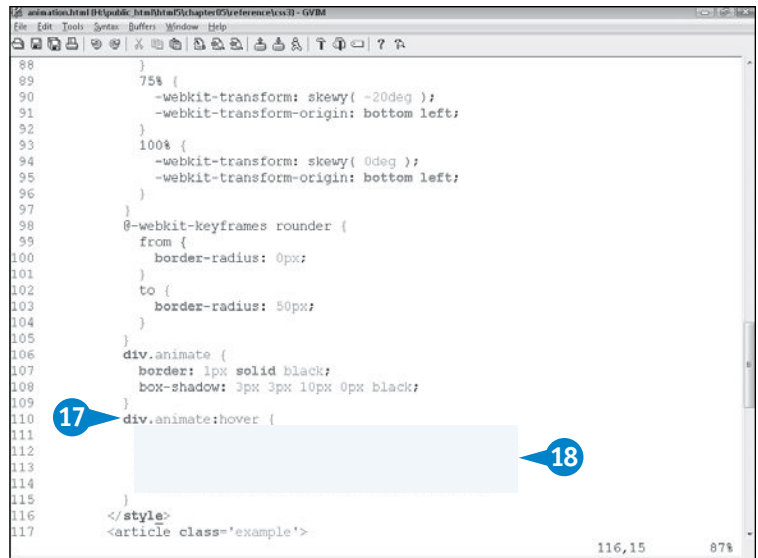 animation.html (H:\public_html\html5\chapter05\reference\css3) - GVIM
File Edit Tools Syntax Buffers Window Help
88 }
89 75% {
90 -webkit-transform: skewy( -20deg );
91 -webkit-transform-origin: bottom left;
92 }
93 100% {
94 -webkit-transform: skewy( 0deg );
95 -webkit-transform-origin: bottom left;
96 }
97 }
98 @-webkit-keyframes rounder {
99 from {
100 border-radius: 0px;
101 }
102 to {
103 border-radius: 50px;
104 }
105 }
106 div.animate {
107 border: 1px solid black;
108 box-shadow: 3px 3px 10px 0px black;
109 }
110 17 div.animate:hover {
111
112 18
113
114
115 }
116 </style>
117 <article class='example'>
116,15 87%